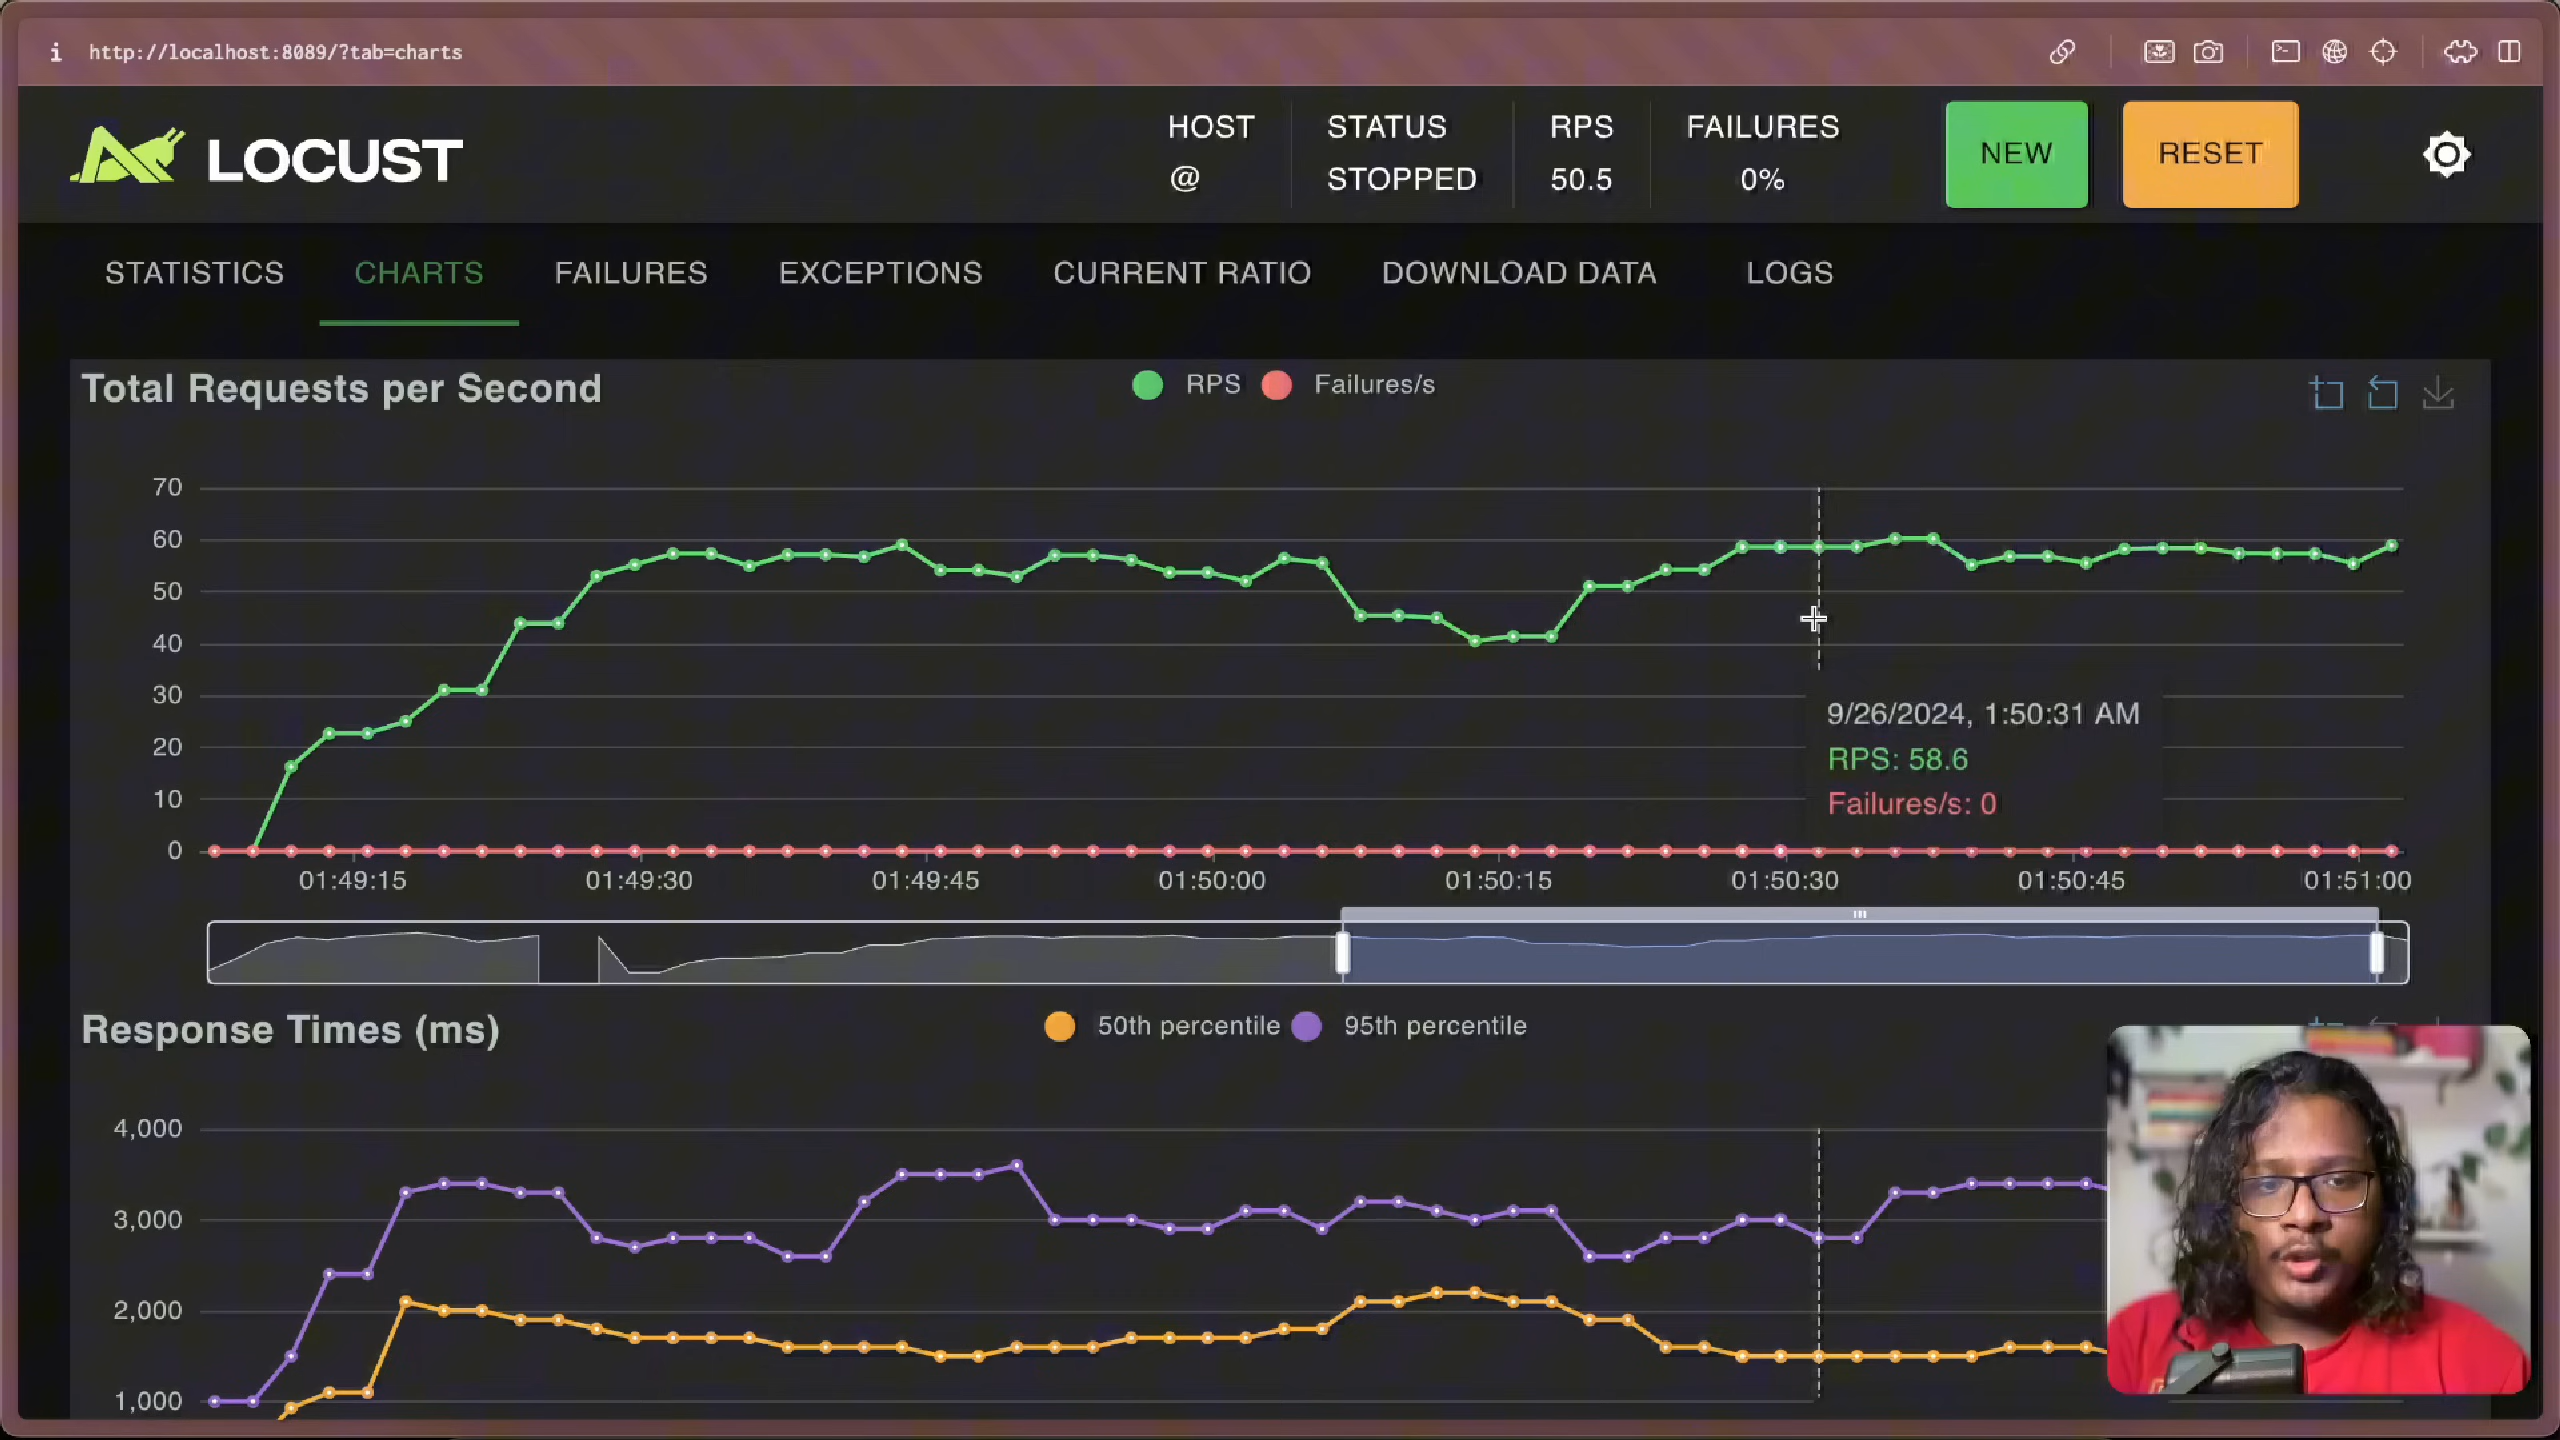 http://localhost:8089/?tab=charts
LOCUST
HOST
@
STATUS
STOPPED
RPS
50.5
FAILURES
0%
NEW
RESET
STATISTICS
CHARTS
FAILURES
EXCEPTIONS
CURRENT RATIO
DOWNLOAD DATA
LOGS
Total Requests per Second
RPS
Failures/s
70
60
50
40
30
20
10
0
9/26/2024, 1:50:31 AM
RPS: 58.6
Failures/s: 0
01:49:15
01:49:30
01:49:45
01:50:00
01:50:15
01:50:30
01:50:45
01:51:00
Response Times (ms)
50th percentile
95th percentile
4,000
3,000
2,000
1,000